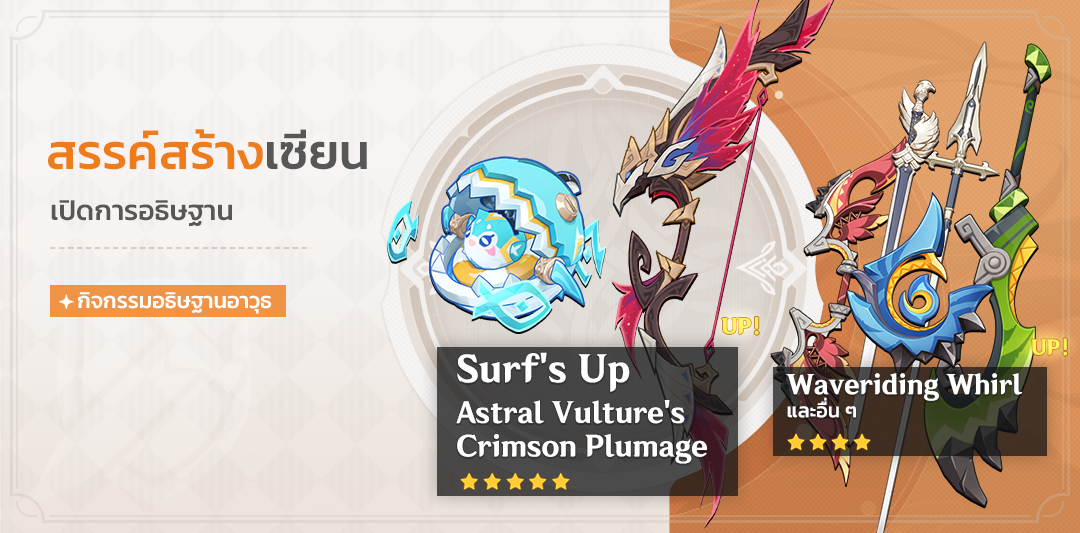 สรรค์สร้างเซียน
เปิดการอธิษฐาน
กิจกรรมอธิษฐานอาวุธ
Surf's Up
Astral Vulture's
Crimson Plumage
UP!
Waveriding Whirl
และอื่น ๆ
UP!